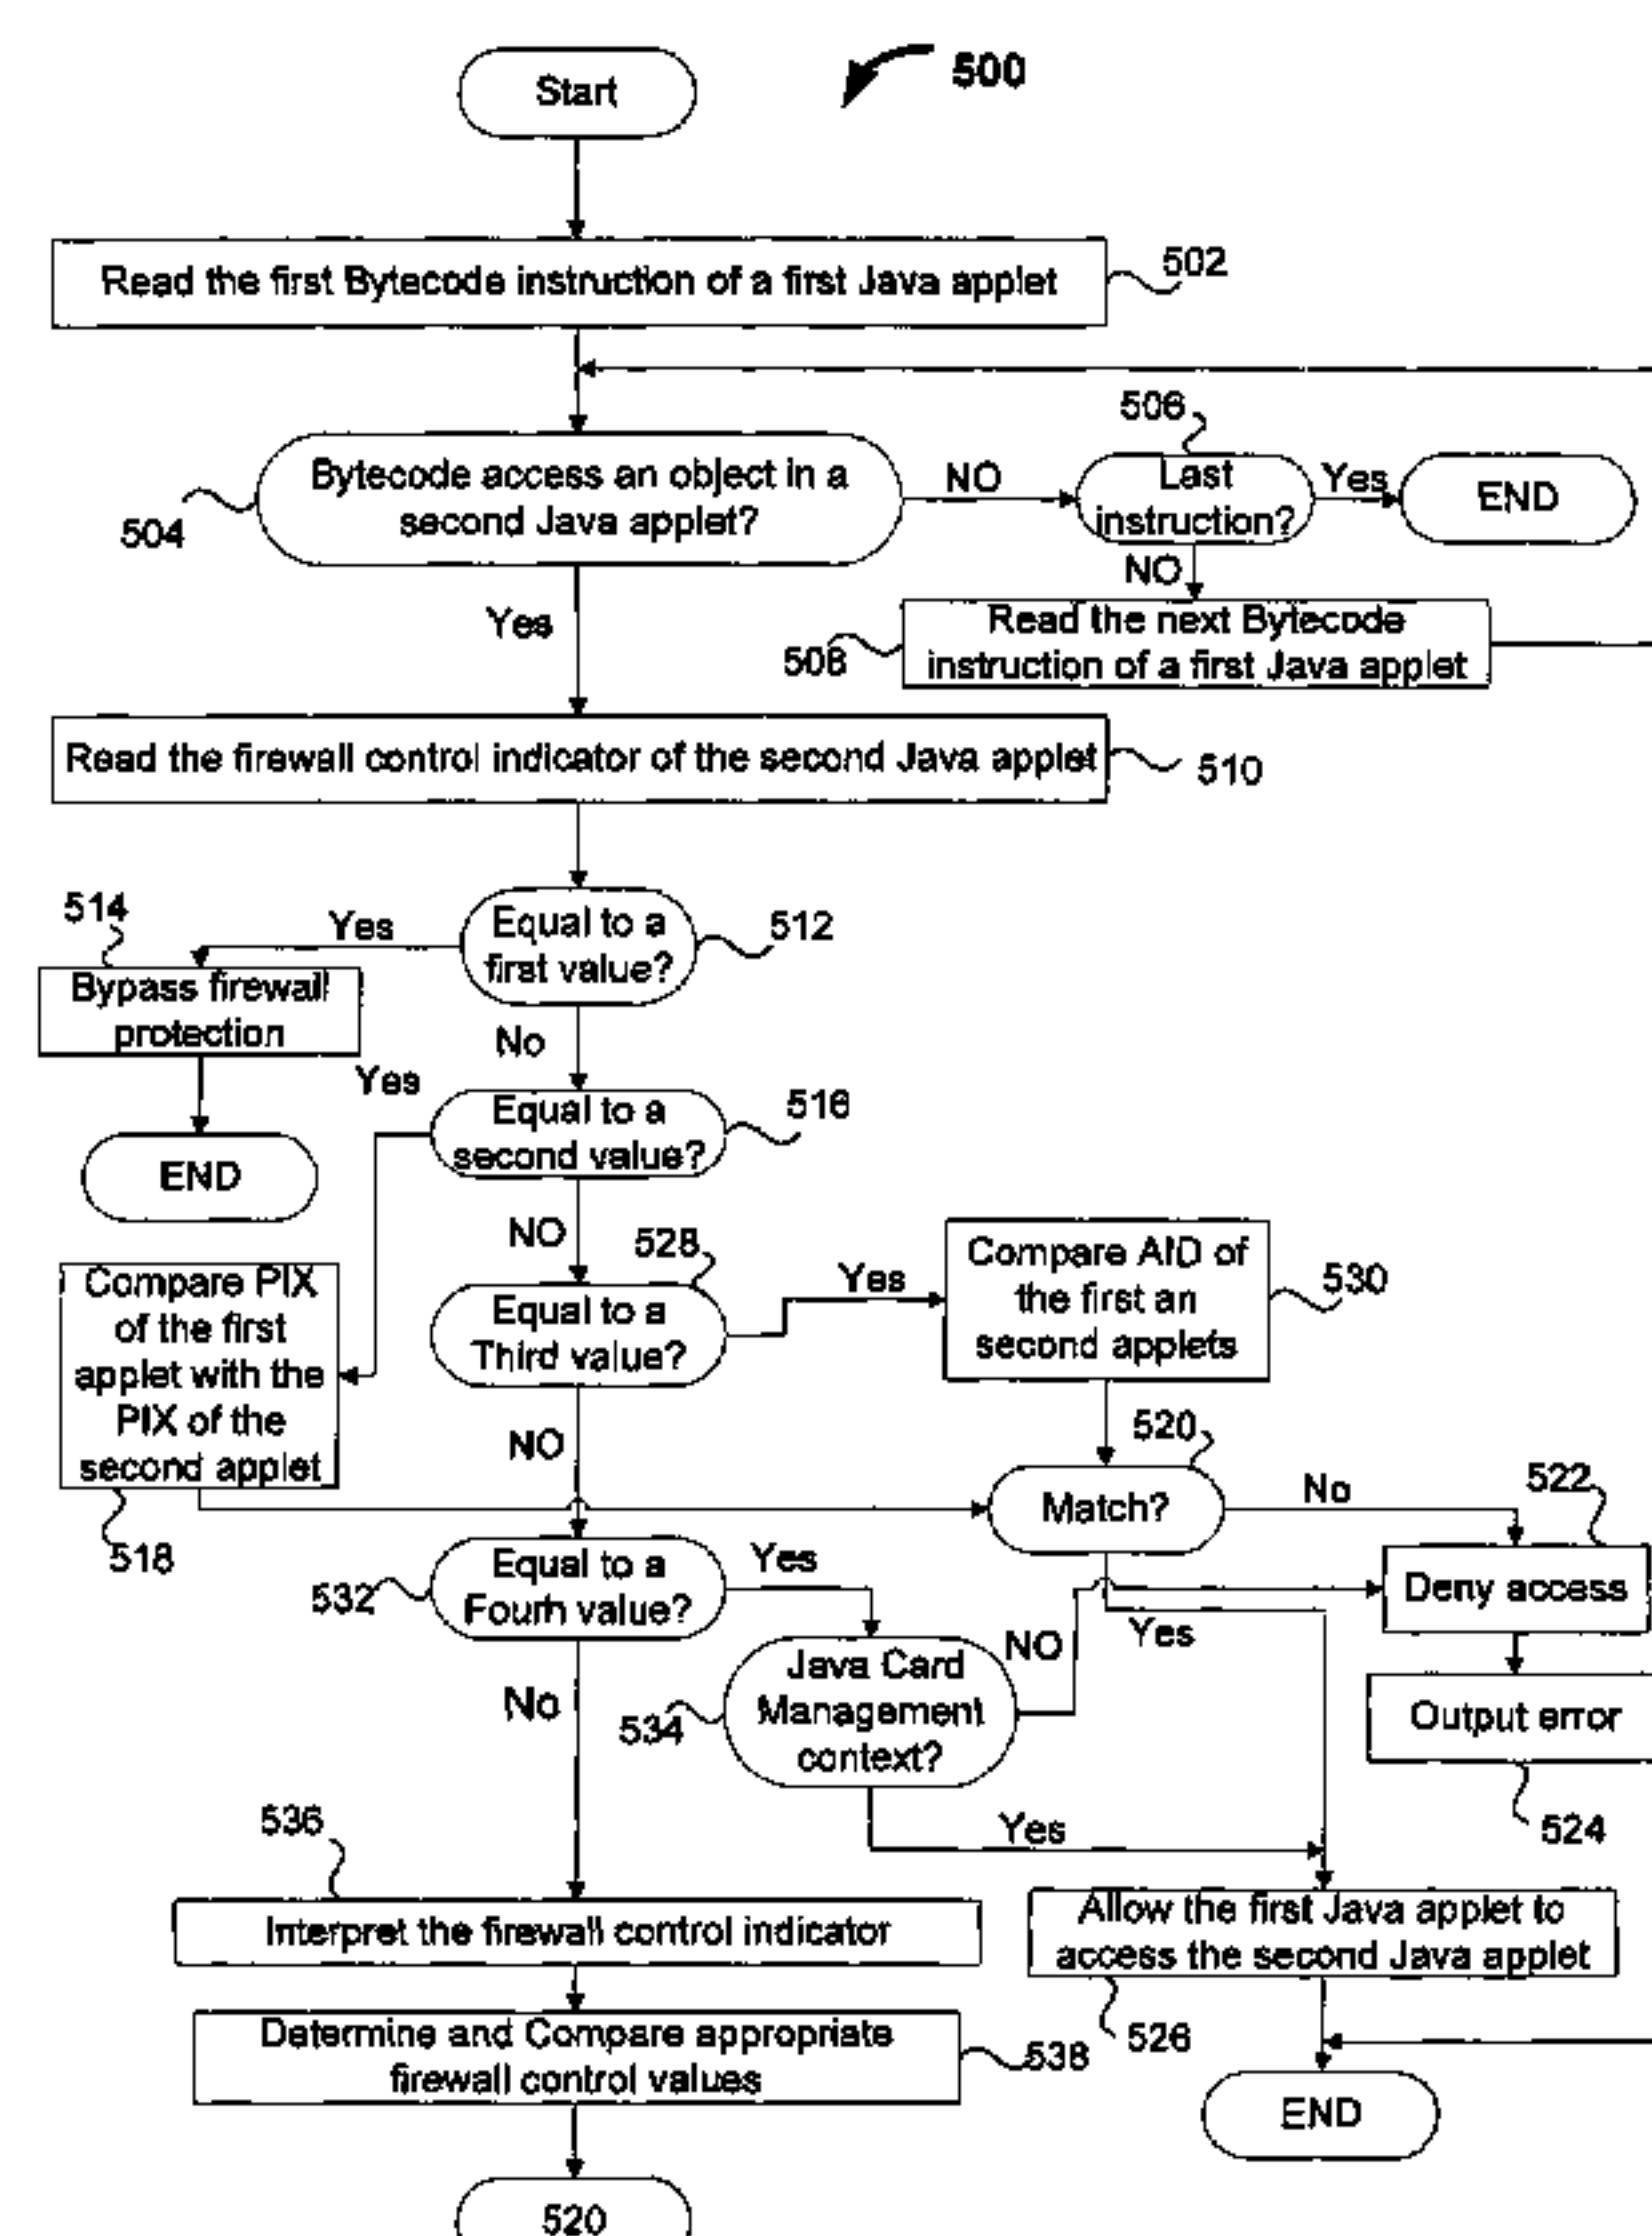 Start
500
Read the first Bytecode instruction of a first Java applet
502
506
Bytecode access an object in a
second Java applet?
504
NO
Last
instruction?
Yes
END
NO
Yes
Read the next Bytecode
instruction of a first Java applet
508
Read the firewall control indicator of the second Java applet
510
514
Yes
Equal to a
first value?
512
Bypass firewall
protection
No
Yes
Equal to a
second value?
516
END
NO
528
Compare PIX
of the first
applet with the
PIX of the
second applet
518
Equal to a
Third value?
Yes
Compare AID of
the first an
second applets
530
NO
520
Match?
No
522
Equal to a
Fourth value?
532
Yes
Deny access
Yes
NO
Java Card
Management
context?
534
No
Output error
524
Yes
536
Interpret the firewall control indicator
Allow the first Java applet to
access the second Java applet
526
Determine and Compare appropriate
firewall control values
538
END
520